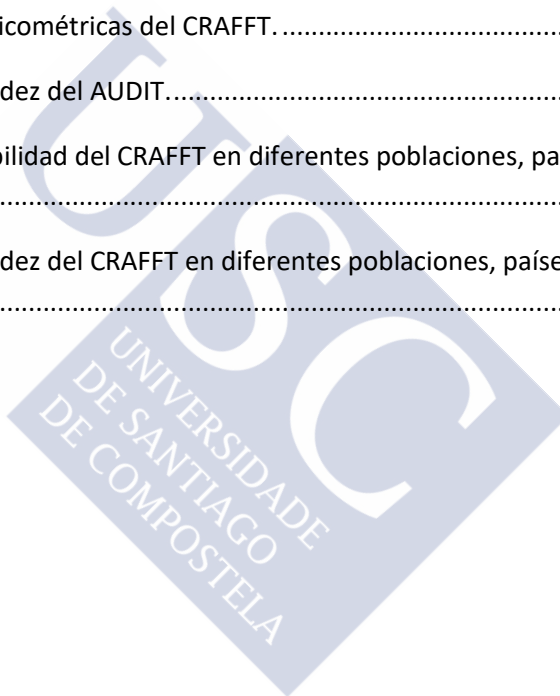 icométricas del CRAFFT. ....................................
dez del AUDIT.....................................................
bilidad del CRAFFT en diferentes poblaciones, pa
...............................................................................
dez del CRAFFT en diferentes poblaciones, paíse
...............................................................................
USC
UNIVERSIDADE
DE SANTIAGO
DE COMPOSTELA